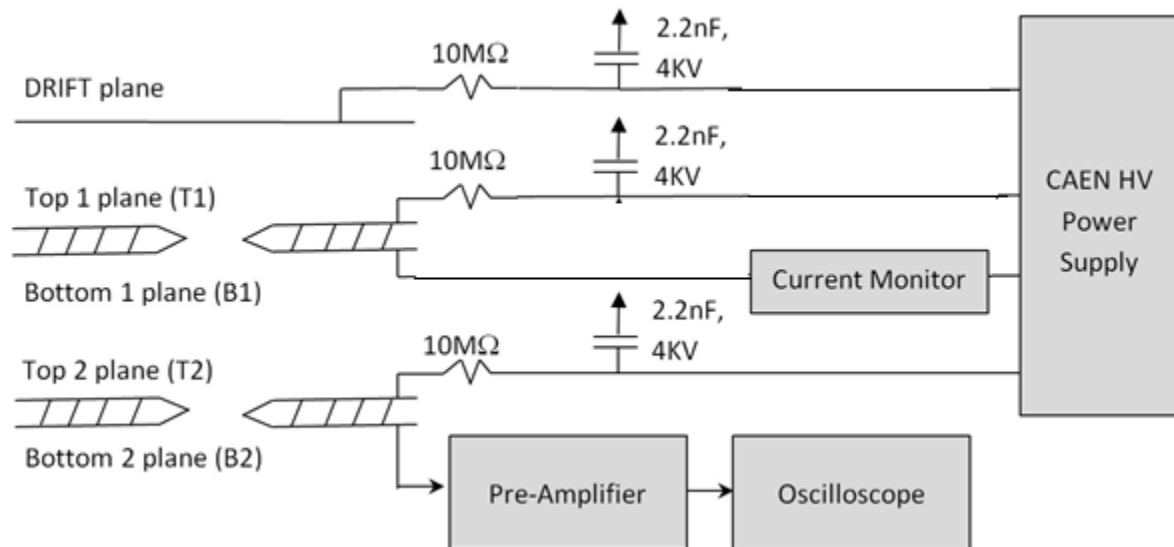 2.2nF,
4KV
10MΩ
DRIFT plane
2.2nF,
4KV
10MΩ
Top 1 plane (T1)
CAEN HV
Power
Supply
Current Monitor
Bottom 1 plane (B1)
2.2nF,
4KV
10MΩ
Top 2 plane (T2)
Bottom 2 plane (B2)
Pre-Amplifier
Oscilloscope